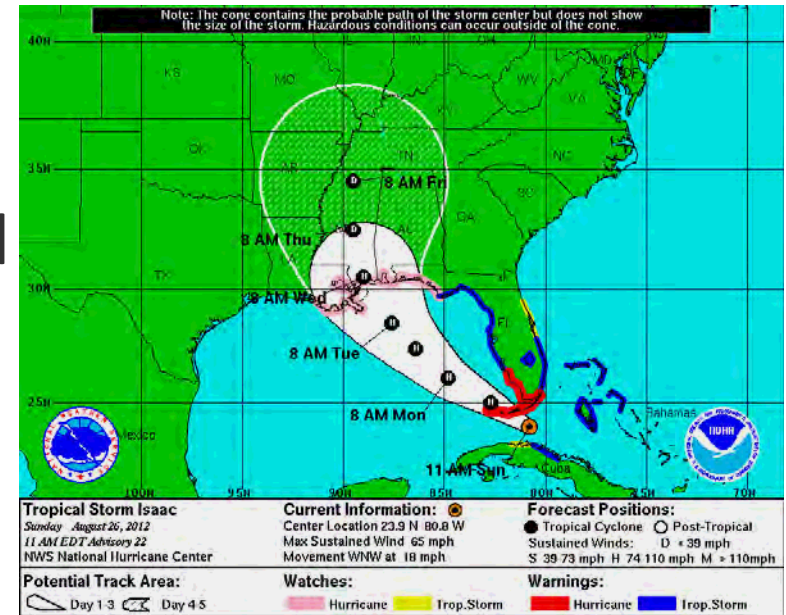 Note: The cone contains the probable path of the storm center but does not show
the size of the storm. Hazardous conditions can occur outside of the cone.
40N
KS
MO
WV
VA
MD
35N
OK
AR
TN
NC
8 AM Fri
SC
AL
GA
8 AM Thu
TX
30N
8 AM Wed
FL
8 AM Tue
25N
8 AM Mon
Bahamas
Mexico
11 AM Sun
Cuba
NOAA
100W
95W
90W
85W
80W
70W
D
D
H
H
H
H
H
Tropical Storm Isaac
Sunday August 26, 2012
11 AM EDT Advisory 22
NWS National Hurricane Center
Current Information:
Center Location 23.9 N 80.8 W
Max Sustained Wind 65 mph
Movement WNW at 18 mph
Forecast Positions:
Tropical Cyclone Post-Tropical
Sustained Winds: D < 39 mph
S 39-73 mph H 74-110 mph M > 110mph
Potential Track Area:
Day 1-3 Day 4-5
Watches:
Hurricane Trop.Storm
Warnings:
Hurricane Trop.Storm